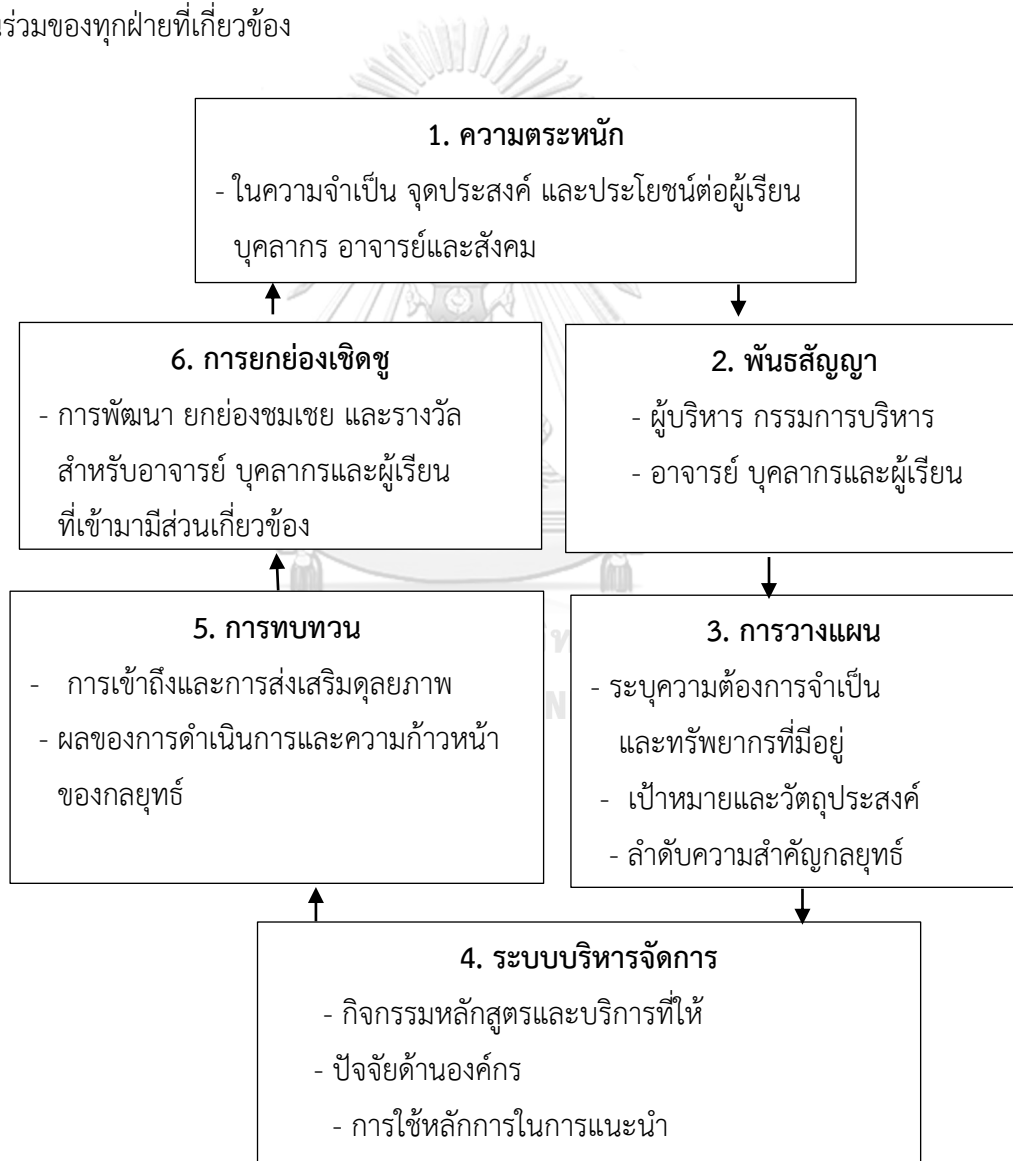 นร่วมของทุกฝ่ายที่เกี่ยวข้อง
1. ความตระหนัก
- ในความจำเป็น จุดประสงค์ และประโยชน์ต่อผู้เรียน
บุคลากร อาจารย์และสังคม
6. การยกย่องเชิดชู
- การพัฒนา ยกย่องชมเชย และรางวัล
สำหรับอาจารย์ บุคลากรและผู้เรียน
ที่เข้ามามีส่วนเกี่ยวข้อง
2. พันธสัญญา
- ผู้บริหาร กรรมการบริหาร
- อาจารย์ บุคลากรและผู้เรียน
5. การทบทวน
- การเข้าถึงและการส่งเสริมดุลยภาพ
- ผลของการดำเนินการและความก้าวหน้า
ของกลยุทธ์
3. การวางแผน
- ระบุความต้องการจำเป็น
และทรัพยากรที่มีอยู่
- เป้าหมายและวัตถุประสงค์
- ลำดับความสำคัญกลยุทธ์
4. ระบบบริหารจัดการ
- กิจกรรมหลักสูตรและบริการที่ให้
- ปัจจัยด้านองค์กร
- การใช้หลักการในการแนะนำ